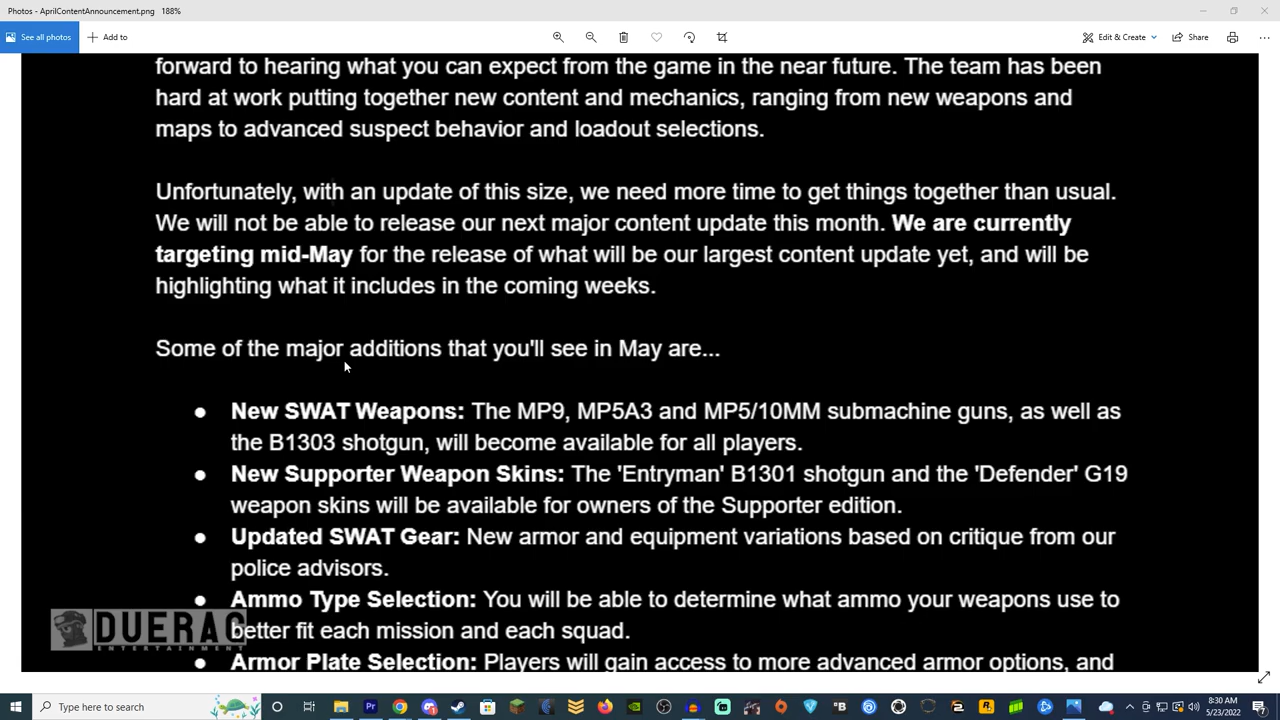 Photos - AprilContentAnnouncement.png 188%
See all photos
Add to
Edit & Create
Share
forward to hearing what you can expect from the game in the near future. The team has been
hard at work putting together new content and mechanics, ranging from new weapons and
maps to advanced suspect behavior and loadout selections.
Unfortunately, with an update of this size, we need more time to get things together than usual.
We will not be able to release our next major content update this month. We are currently
targeting mid-May for the release of what will be our largest content update yet, and will be
highlighting what it includes in the coming weeks.
Some of the major additions that you'll see in May are...
● New SWAT Weapons: The MP9, MP5A3 and MP5/10MM submachine guns, as well as
the B1303 shotgun, will become available for all players.
● New Supporter Weapon Skins: The 'Entryman' B1301 shotgun and the 'Defender' G19
weapon skins will be available for owners of the Supporter edition.
● Updated SWAT Gear: New armor and equipment variations based on critique from our
police advisors.
● Ammo Type Selection: You will be able to determine what ammo your weapons use to
better fit each mission and each squad.
● Armor Plate Selection: Players will gain access to more advanced armor options, and
DUERAC
ENTERTAINMENT
Type here to search
Pr
"B
R
8:30 AM
5/23/2022